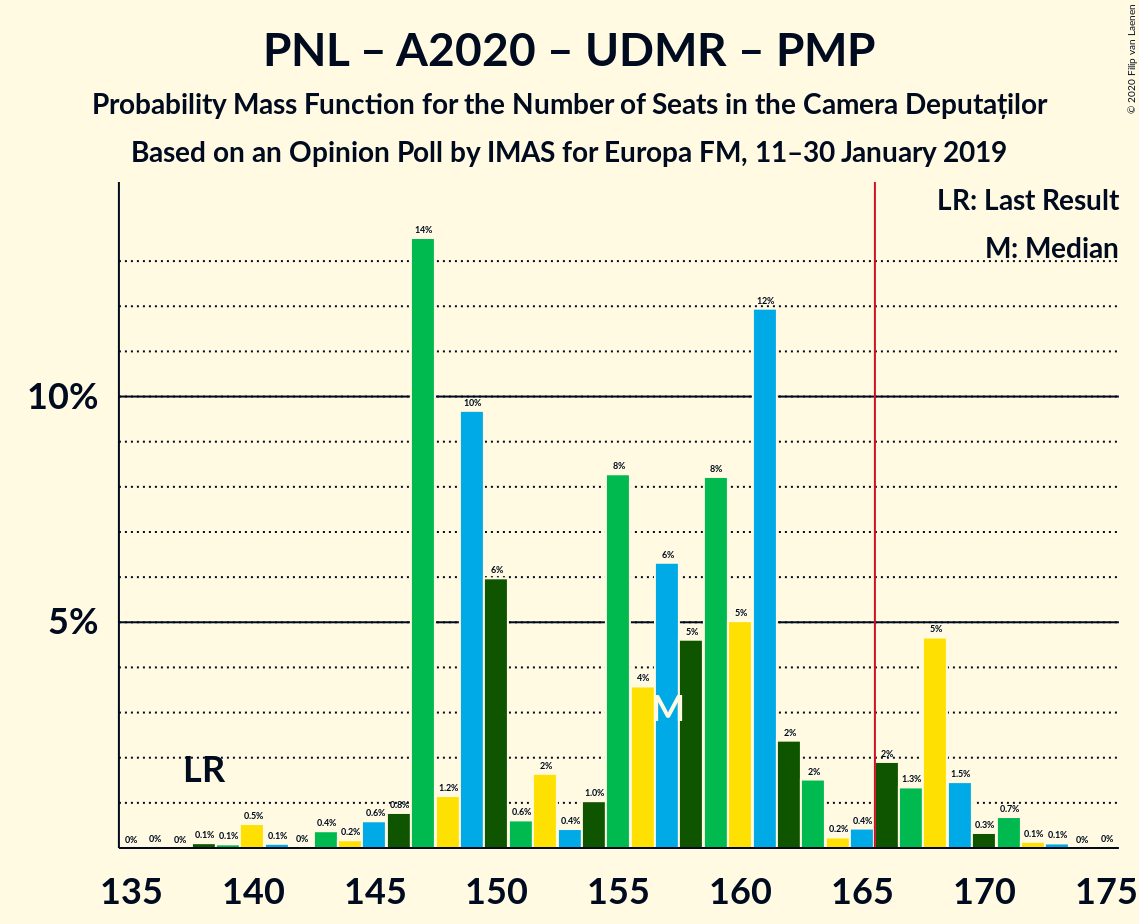 PNL – A2020 – UDMR – PMP
Probability Mass Function for the Number of Seats in the Camera Deputaților
Based on an Opinion Poll by IMAS for Europa FM, 11–30 January 2019
© 2020 Filip van Laenen
LR: Last Result
M: Median
10%
5%
LR
M
0% 0% 0% 0.1% 0.1% 0.5% 0.1% 0% 0.4% 0.2% 0.6% 0.8% 14% 1.2% 10% 6% 0.6% 2% 0.4% 1.0% 8% 4% 6% 5% 8% 5% 12% 2% 2% 0.2% 0.4% 2% 1.3% 5% 1.5% 0.3% 0.7% 0.1% 0.1% 0% 0%
135 140 145 150 155 160 165 170 175